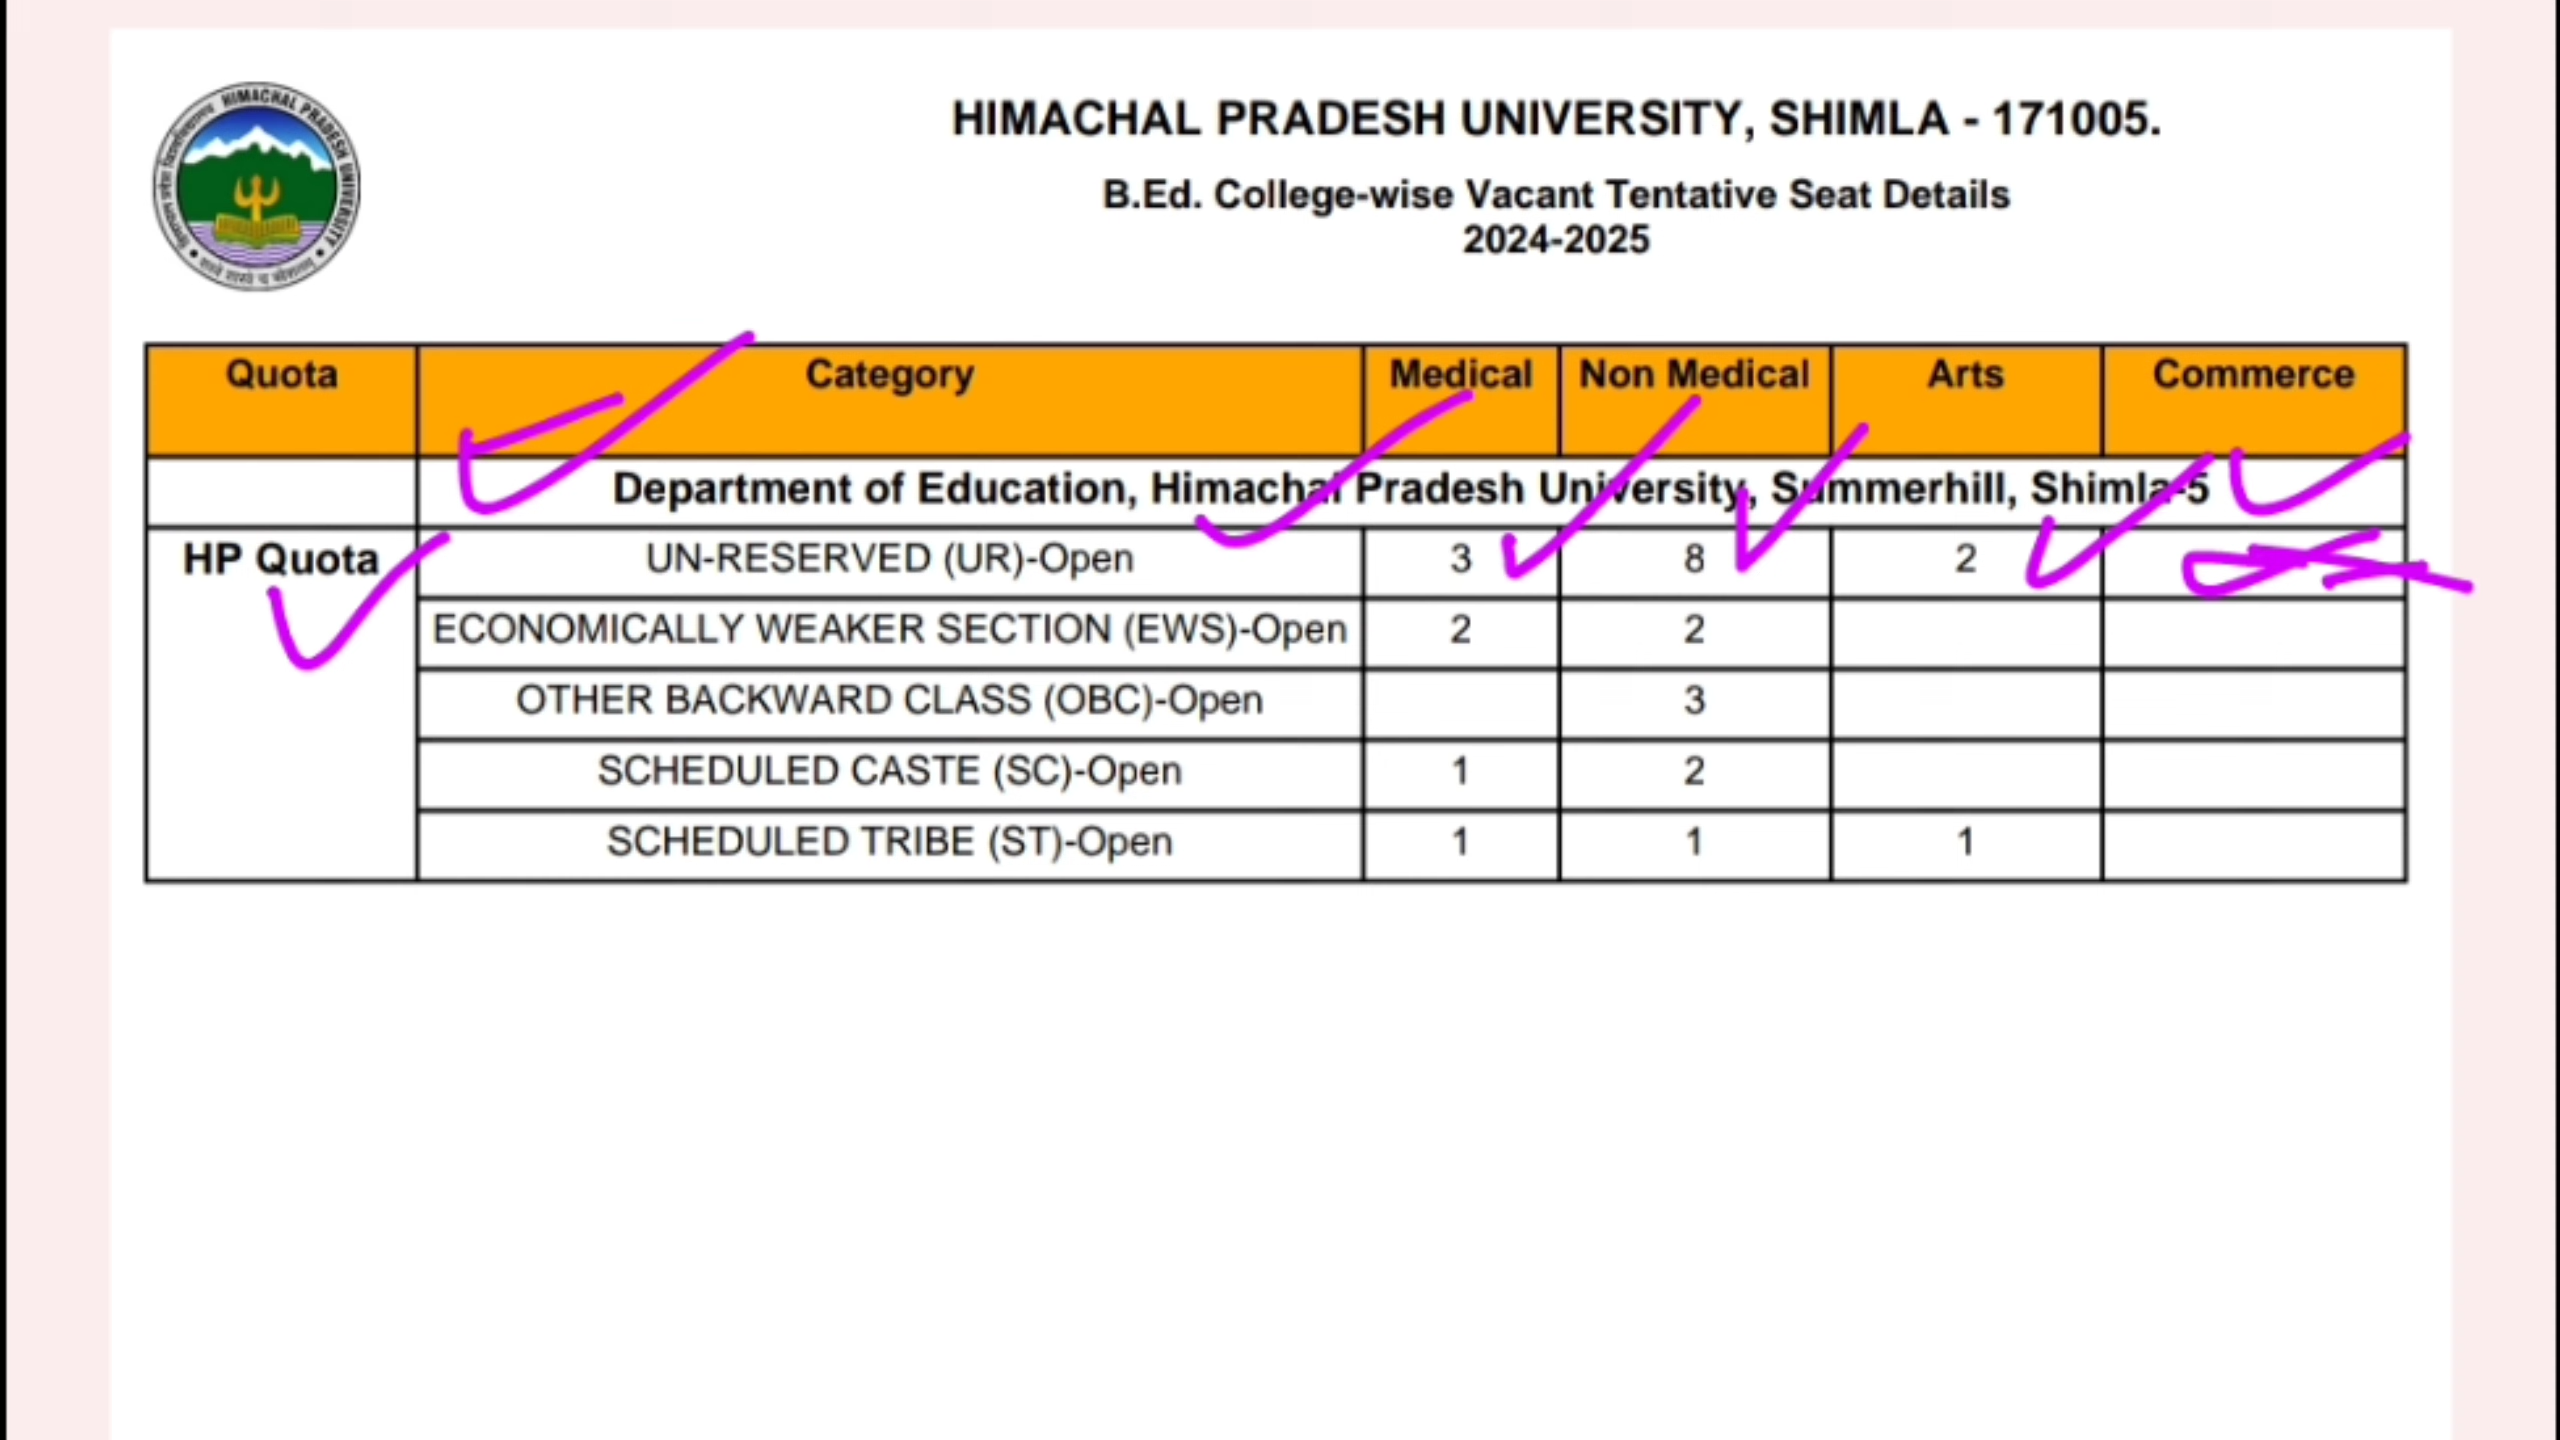 HIMACHAL PRADESH UNIVERSITY
HIMACHAL PRADESH UNIVERSITY, SHIMLA - 171005.
B.Ed. College-wise Vacant Tentative Seat Details
2024-2025
Quota Category Medical Non Medical Arts Commerce
Department of Education, Himachal Pradesh University, Summerhill, Shimla-5
HP Quota UN-RESERVED (UR)-Open 3 8 2
ECONOMICALLY WEAKER SECTION (EWS)-Open 2 2
OTHER BACKWARD CLASS (OBC)-Open 3
SCHEDULED CASTE (SC)-Open 1 2
SCHEDULED TRIBE (ST)-Open 1 1 1